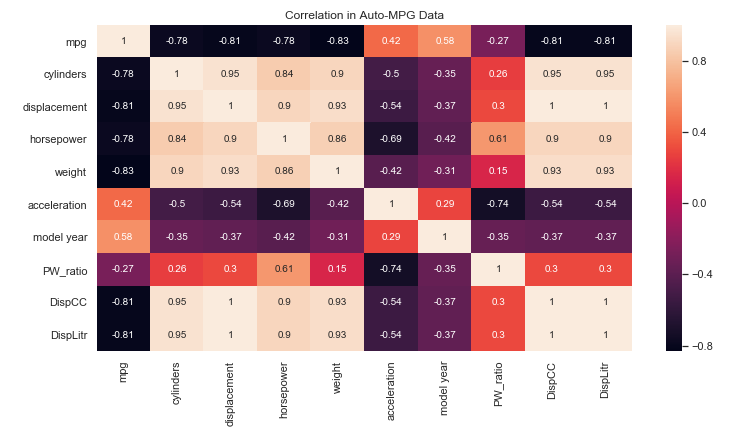 Correlation in Auto-MPG Data
mpg 1 -0.78 -0.81 -0.78 -0.83 0.42 0.58 -0.27 -0.81 -0.81
cylinders -0.78 1 0.95 0.84 0.9 -0.5 -0.35 0.26 0.95 0.95
displacement -0.81 0.95 1 0.9 0.93 -0.54 -0.37 0.3 1 1
horsepower -0.78 0.84 0.9 1 0.86 -0.69 -0.42 0.61 0.9 0.9
weight -0.83 0.9 0.93 0.86 1 -0.42 -0.31 0.15 0.93 0.93
acceleration 0.42 -0.5 -0.54 -0.69 -0.42 1 0.29 -0.74 -0.54 -0.54
model year 0.58 -0.35 -0.37 -0.42 -0.31 0.29 1 -0.35 -0.37 -0.37
PW_ratio -0.27 0.26 0.3 0.61 0.15 -0.74 -0.35 1 0.3 0.3
DispCC -0.81 0.95 1 0.9 0.93 -0.54 -0.37 0.3 1 1
DispLitr -0.81 0.95 1 0.9 0.93 -0.54 -0.37 0.3 1 1
mpg cylinders displacement horsepower weight acceleration model year PW_ratio DispCC DispLitr
0.8
0.4
0.0
−0.4
−0.8